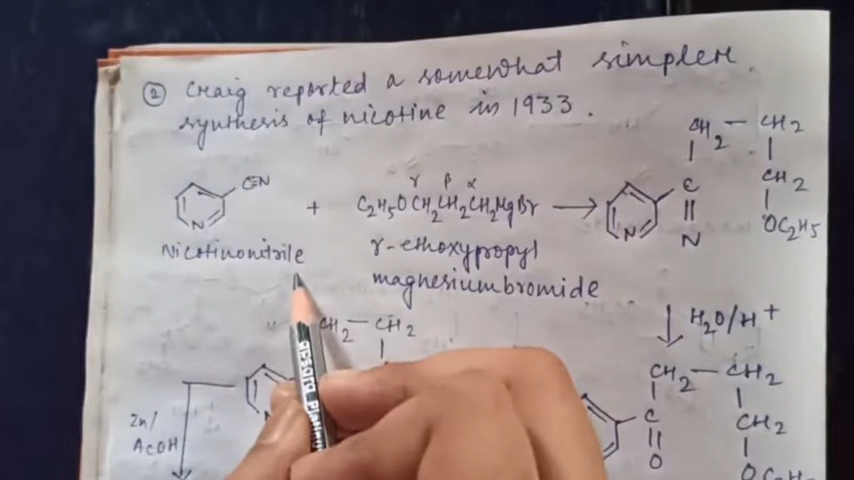 ② Craig reported a somewhat simpler
synthesis of nicotine in 1933.
CH2 – CH2
C≡N
γ β α
C2H5OCH2CH2CH2MgBr
+
C
CH2
N
N
N
OC2H5
Nicotinonitrile
γ-ethoxypropyl
magnesiumbromide
H2O/H+
CH2 – CH2
CH2 – CH2
C
CH2
O
Zn/
AcOH